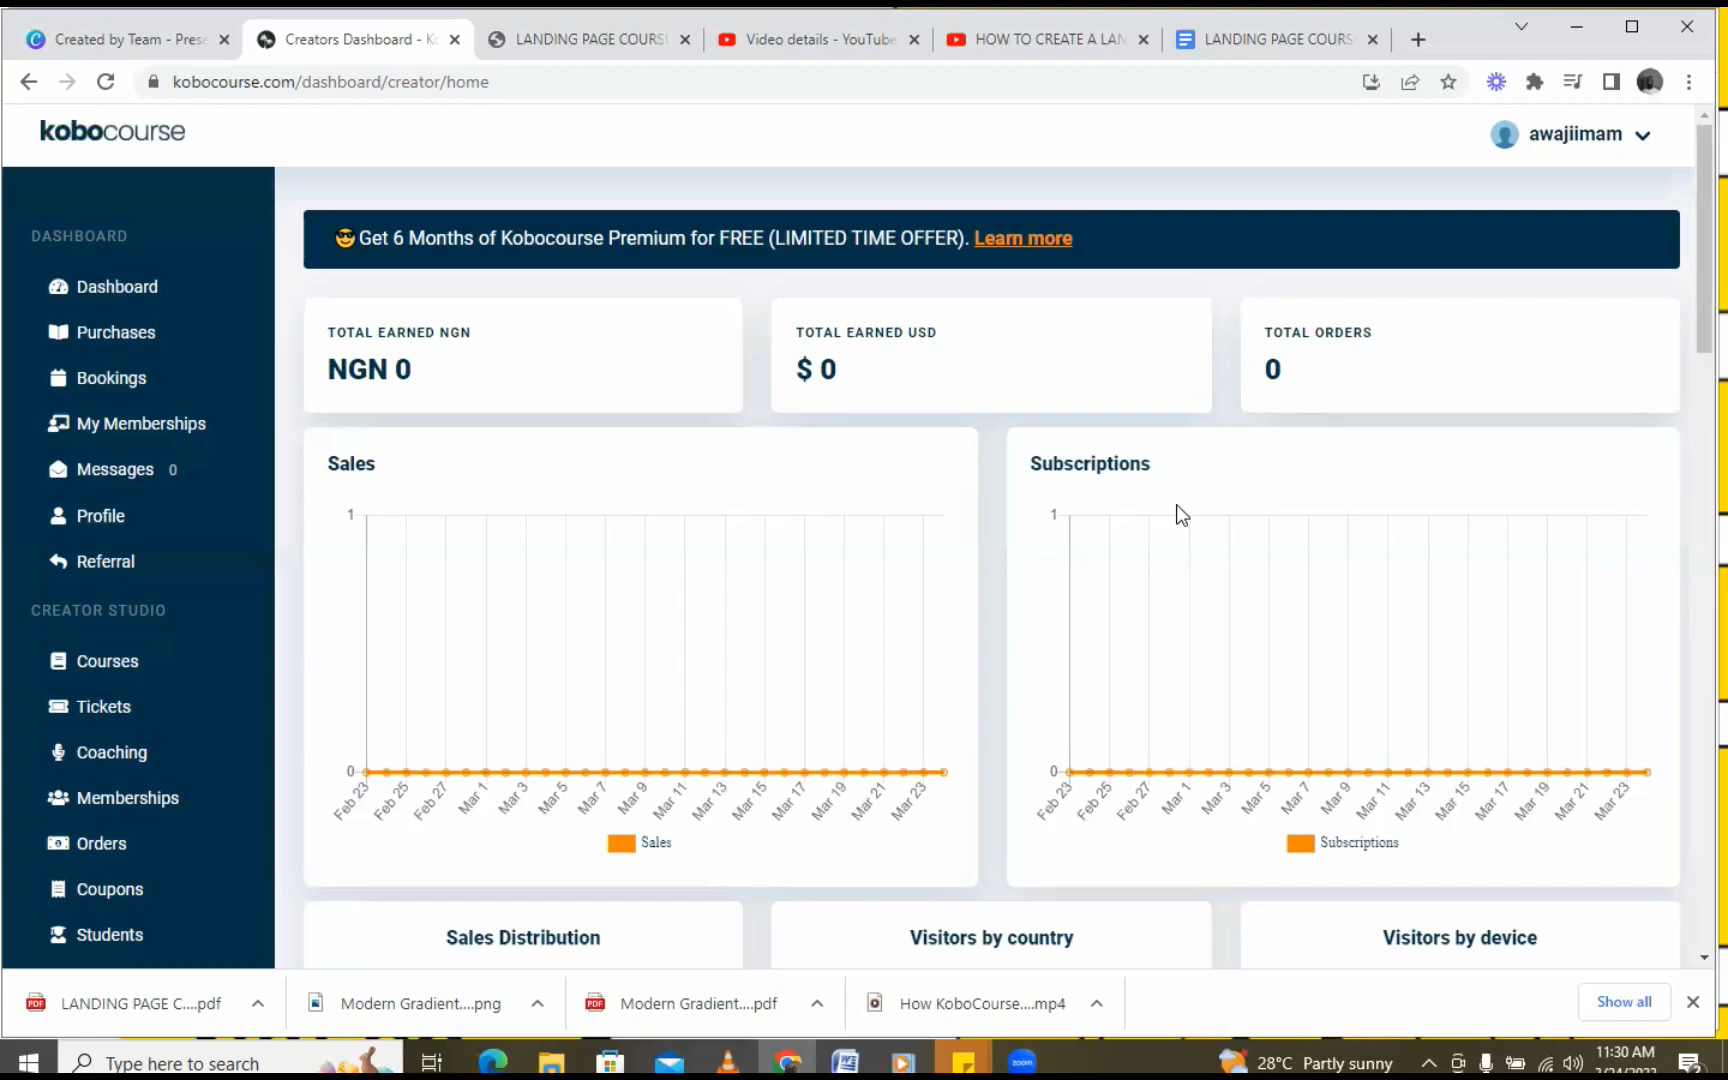 Created by Team - Prese
Creators Dashboard - Ko
LANDING PAGE COURS
Video details - YouTube
HOW TO CREATE A LAN
LANDING PAGE COURS
kobocourse.com/dashboard/creator/home
kobocourse
awajiimam
DASHBOARD
Dashboard
Purchases
Bookings
My Memberships
Messages 0
Profile
Referral
CREATOR STUDIO
Courses
Tickets
Coaching
Memberships
Orders
Coupons
Students
Get 6 Months of Kobocourse Premium for FREE (LIMITED TIME OFFER). Learn more
TOTAL EARNED NGN
NGN 0
TOTAL EARNED USD
$ 0
TOTAL ORDERS
0
Sales
1
0
Feb 23 Feb 25 Feb 27 Mar 1 Mar 3 Mar 5 Mar 7 Mar 9 Mar 11 Mar 13 Mar 15 Mar 17 Mar 19 Mar 21 Mar 23
Sales
Subscriptions
1
0
Feb 23 Feb 25 Feb 27 Mar 1 Mar 3 Mar 5 Mar 7 Mar 9 Mar 11 Mar 13 Mar 15 Mar 17 Mar 19 Mar 21 Mar 23
Subscriptions
Sales Distribution
Visitors by country
Visitors by device
LANDING PAGE C....pdf
Modern Gradient....png
Modern Gradient....pdf
How KoboCourse....mp4
Show all
Type here to search
zoom
28°C Partly sunny
11:30 AM